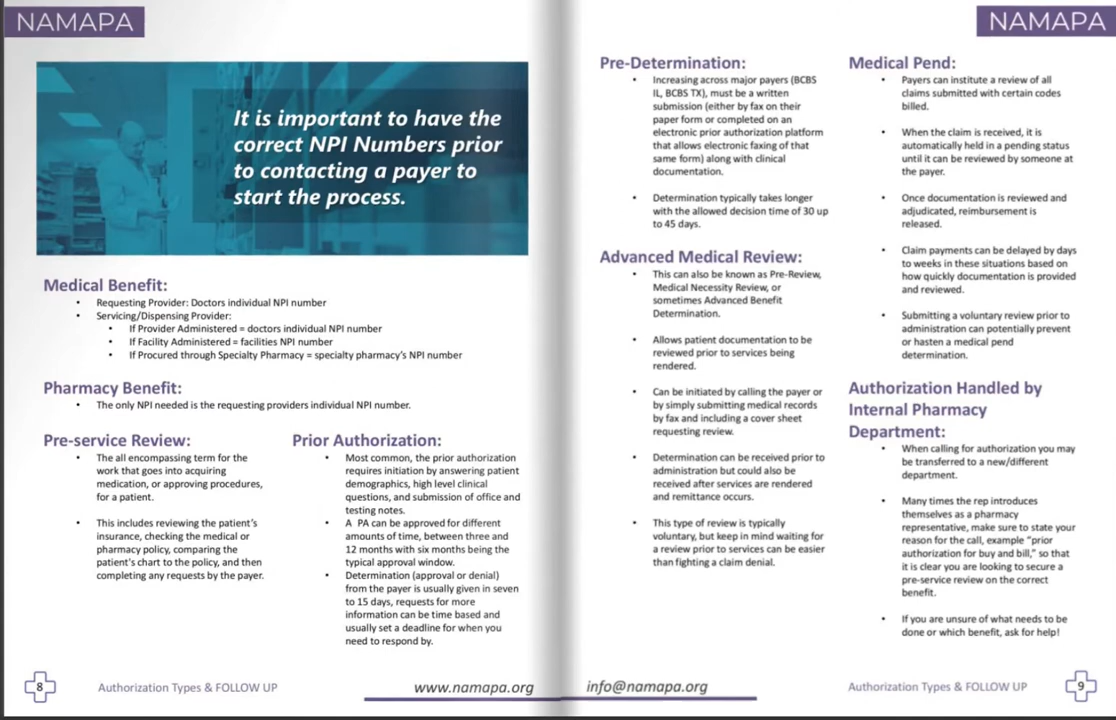 NAMAPA
It is important to have the
correct NPI Numbers prior
to contacting a payer to
start the process.
Medical Benefit:
• Requesting Provider: Doctors individual NPI number
• Servicing/Dispensing Provider:
• If Provider Administered = doctors individual NPI number
• If Facility Administered = facilities NPI number
• If Procured through Specialty Pharmacy = specialty pharmacy's NPI number
Pharmacy Benefit:
• The only NPI needed is the requesting providers individual NPI number.
Pre-service Review:
• The all encompassing term for the
work that goes into acquiring
medication, or approving procedures,
for a patient.
• This includes reviewing the patient's
insurance, checking the medical or
pharmacy policy, comparing the
patient's chart to the policy, and then
completing any requests by the payer.
Prior Authorization:
• Most common, the prior authorization
requires initiation by answering patient
demographics, high level clinical
questions, and submission of office and
testing notes.
• A PA can be approved for different
amounts of time, between three and
12 months with six months being the
typical approval window.
• Determination (approval or denial)
from the payer is usually given in seven
to 15 days, requests for more
information can be time based and
usually set a deadline for when you
need to respond by.
8
Authorization Types & FOLLOW UP
www.namapa.org
NAMAPA
Pre-Determination:
• Increasing across major payers (BCBS
IL, BCBS TX), must be a written
submission (either by fax on their
paper form or completed on an
electronic prior authorization platform
that allows electronic faxing of that
same form) along with clinical
documentation.
• Determination typically takes longer
with the allowed decision time of 30 up
to 45 days.
Advanced Medical Review:
• This can also be known as Pre-Review,
Medical Necessity Review, or
sometimes Advanced Benefit
Determination.
• Allows patient documentation to be
reviewed prior to services being
rendered.
• Can be initiated by calling the payer or
by simply submitting medical records
by fax and including a cover sheet
requesting review.
• Determination can be received prior to
administration but could also be
received after services are rendered
and remittance occurs.
• This type of review is typically
voluntary, but keep in mind waiting for
a review prior to services can be easier
than fighting a claim denial.
Medical Pend:
• Payers can institute a review of all
claims submitted with certain codes
billed.
• When the claim is received, it is
automatically held in a pending status
until it can be reviewed by someone at
the payer.
• Once documentation is reviewed and
adjudicated, reimbursement is
released.
• Claim payments can be delayed by days
to weeks in these situations based on
how quickly documentation is provided
and reviewed.
• Submitting a voluntary review prior to
administration can potentially prevent
or hasten a medical pend
determination.
Authorization Handled by
Internal Pharmacy
Department:
• When calling for authorization you may
be transferred to a new/different
department.
• Many times the rep introduces
themselves as a pharmacy
representative, make sure to state your
reason for the call, example "prior
authorization for buy and bill," so that
it is clear you are looking to secure a
pre-service review on the correct
benefit.
• If you are unsure of what needs to be
done or which benefit, ask for help!
info@namapa.org
Authorization Types & FOLLOW UP
9